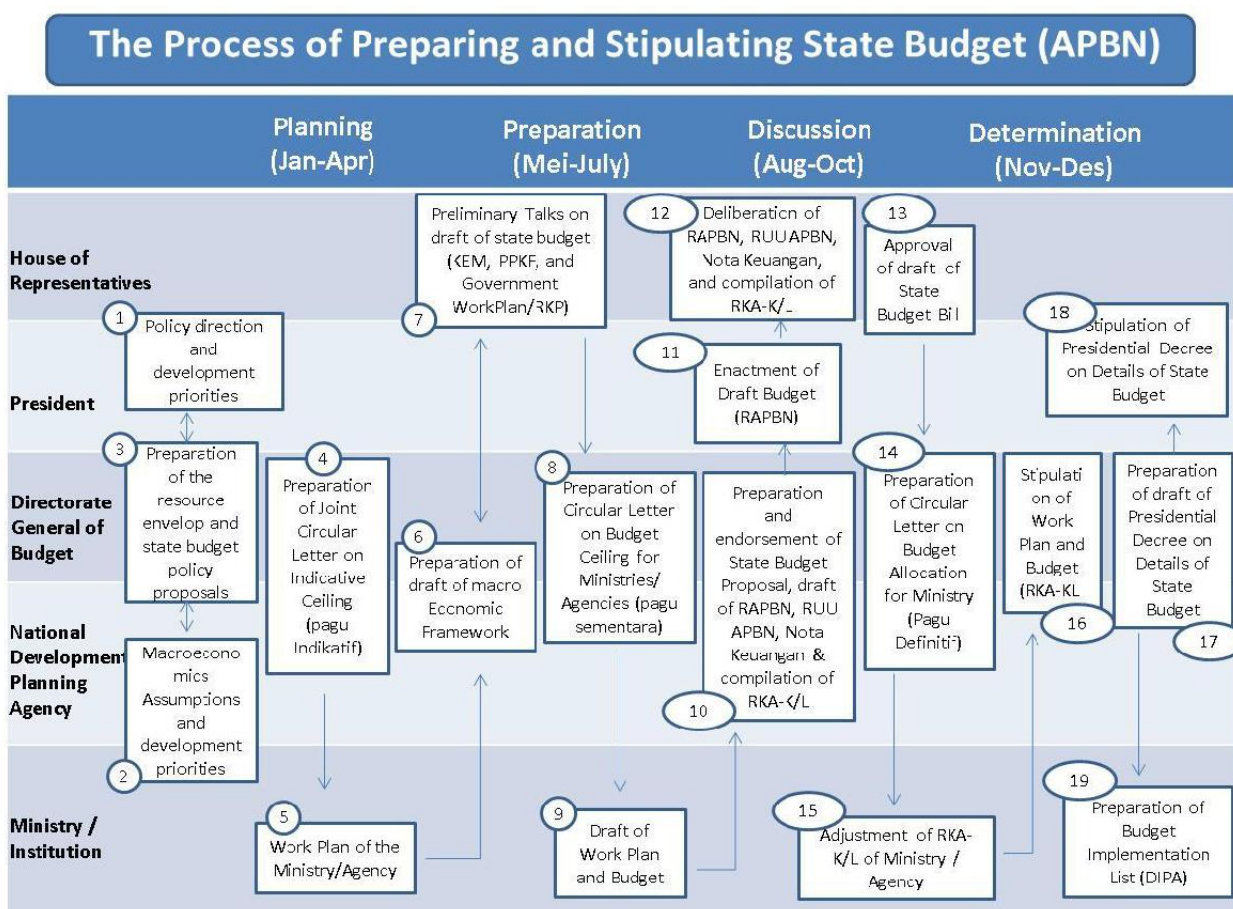 The Process of Preparing and Stipulating State Budget (APBN)
Planning
(Jan-Apr)
Preparation
(Mei-July)
Discussion
(Aug-Oct)
Determination
(Nov-Des)
House of
Representatives
President
Directorate
General of
Budget
National
Development
Planning
Agency
Ministry /
Institution
1
Policy direction
and
development
priorities
3
Preparation
of the
resource
envelop and
state budget
policy
proposals
Macroecono
mics
Assumptions
and
development
priorities
2
4
Preparation
of Joint
Circular
Letter on
Indicative
Ceiling
(pagu
Indikatif)
5
Work Plan of the
Ministry/Agency
6
Preparation of
draft of macro
Economic
Framework
Preliminary Talks on
draft of state budget
(KEM, PPKF, and
Government
WorkPlan/RKP)
7
8
Preparation of
Circular Letter
on Budget
Ceiling for
Ministries/
Agencies (pagu
sementara)
9
Draft of
Work Plan
and Budget
Preparation
and
endorsement of
State Budget
Proposal, draft
of RAPBN, RUU
APBN, Nota
Keuangan &
compilation of
RKA-K/L
10
11
Enactment of
Draft Budget
(RAPBN)
12
Deliberation of
RAPBN, RUU APBN,
Nota Keuangan,
and compilation of
RKA-K/L
13
Approval
of draft of
State
Budget Bil
14
Preparation
of Circular
Letter on
Budget
Allocation
for Ministry
(Pagu
Definitif)
15
Adjustment of RKA-
K/L of Ministry /
Agency
Stipulati
on of
Work
Plan and
Budget
(RKA-KL
16
Preparation
of draft of
Presidential
Decree on
Details of
State
Budget
17
18
Stipulation of
Presidential Decree
on Details of State
Budget
19
Preparation of
Budget
Implementation
List (DIPA)